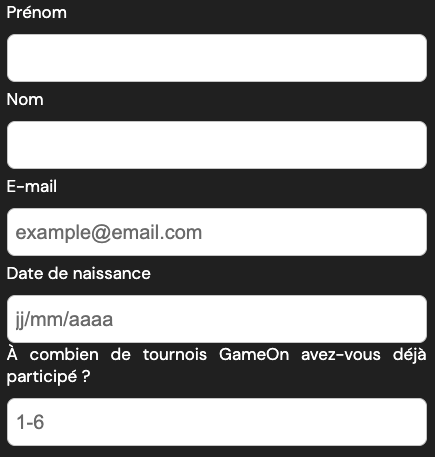 Prénom
Nom
E-mail
example@email.com
Date de naissance
jj/mm/aaaa
À combien de tournois GameOn avez-vous déjà
participé ?
1-6